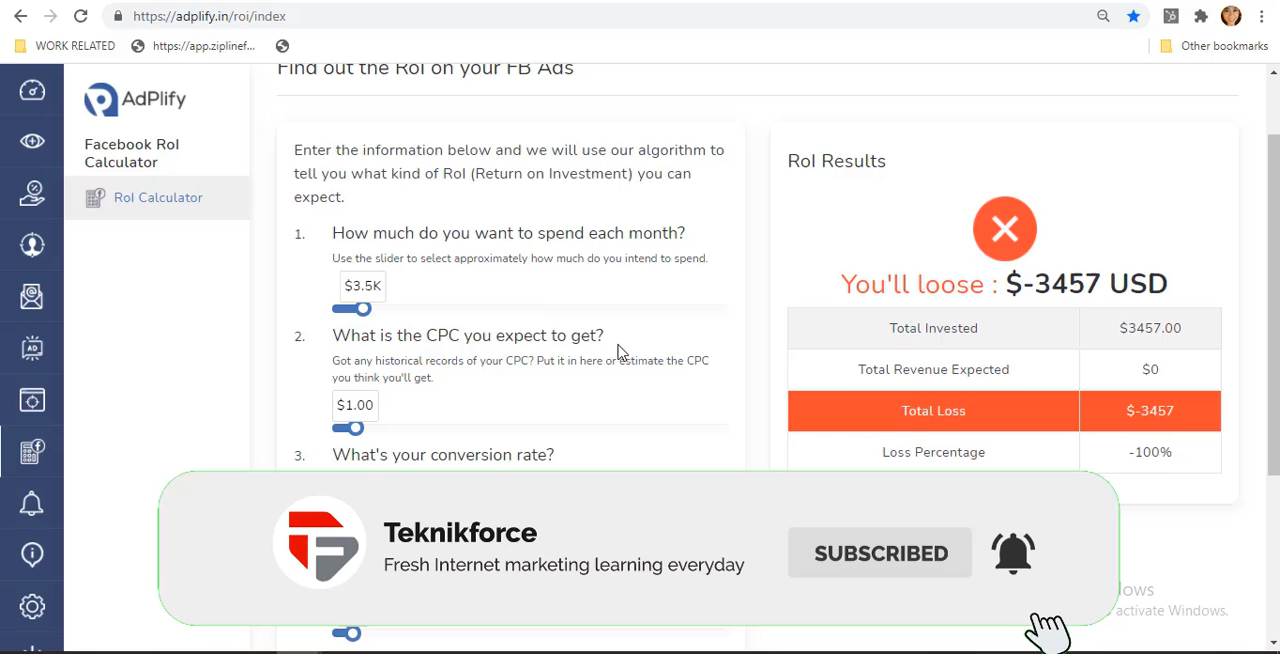 https://adplify.in/roi/index
WORK RELATED
https://app.ziplinef...
Other bookmarks
AdPlify
Facebook RoI
Calculator
RoI Calculator
Find out the RoI on your FB Ads
Enter the information below and we will use our algorithm to
tell you what kind of RoI (Return on Investment) you can
expect.
1. How much do you want to spend each month?
Use the slider to select approximately how much do you intend to spend.
$3.5K
2. What is the CPC you expect to get?
Got any historical records of your CPC? Put it in here or estimate the CPC
you think you'll get.
$1.00
3. What's your conversion rate?
RoI Results
You'll loose : $-3457 USD
Total Invested $3457.00
Total Revenue Expected $0
Total Loss $-3457
Loss Percentage -100%
AD
Teknikforce
Fresh Internet marketing learning everyday
SUBSCRIBED
activate Windows.